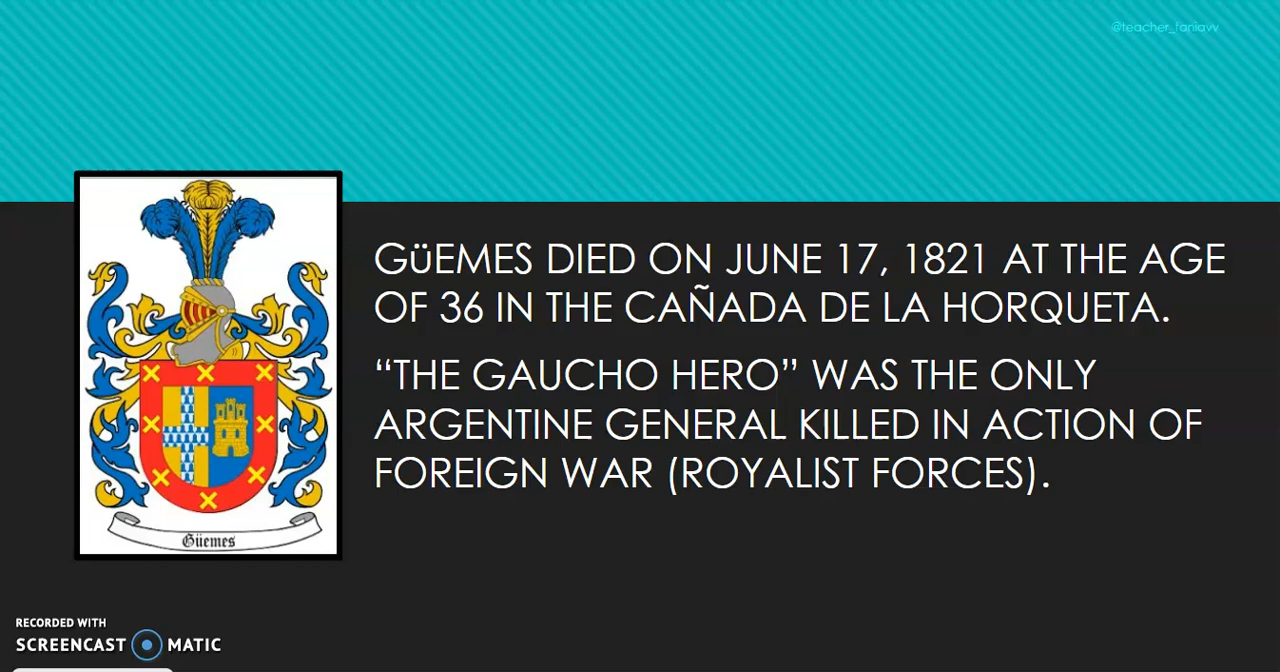 @teacher_taniavv
GüEMES DIED ON JUNE 17, 1821 AT THE AGE
OF 36 IN THE CAÑADA DE LA HORQUETA.
“THE GAUCHO HERO” WAS THE ONLY
ARGENTINE GENERAL KILLED IN ACTION OF
FOREIGN WAR (ROYALIST FORCES).
Güemes
RECORDED WITH
SCREENCAST MATIC